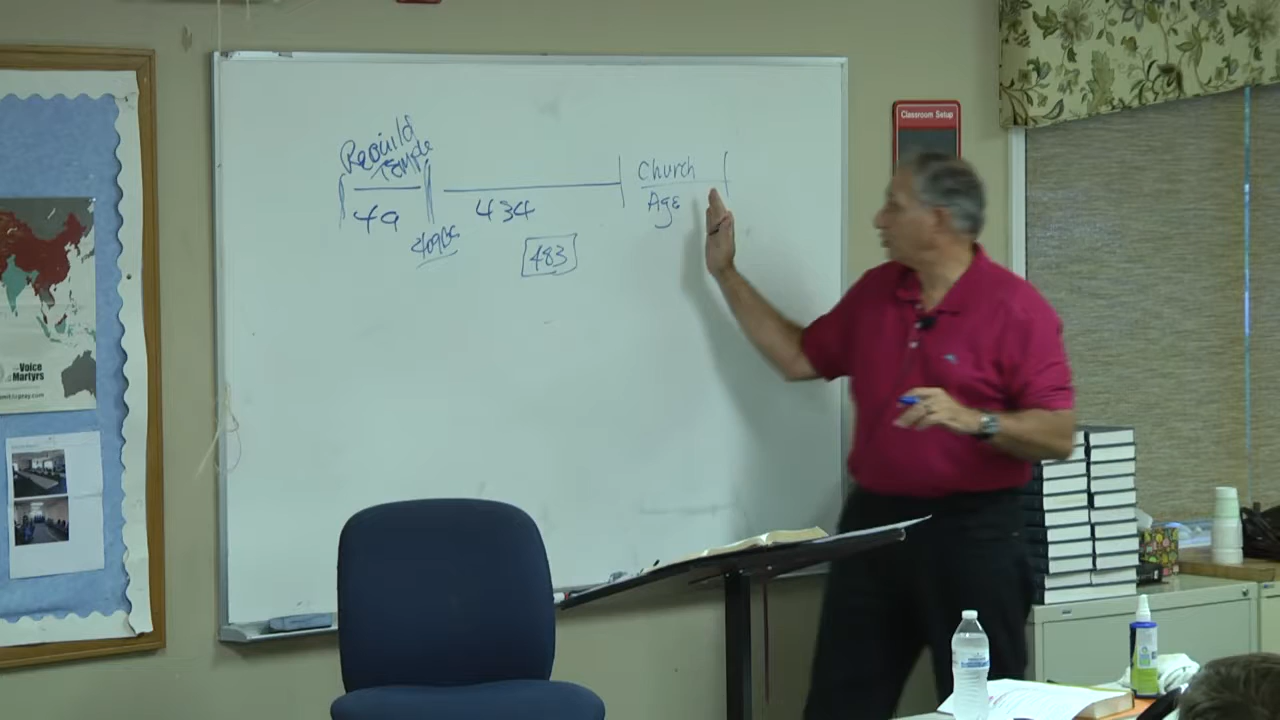 Rebuild
Temple
Church
49
434
Age
409BC
483
Classroom Setup
Voice
Martyrs